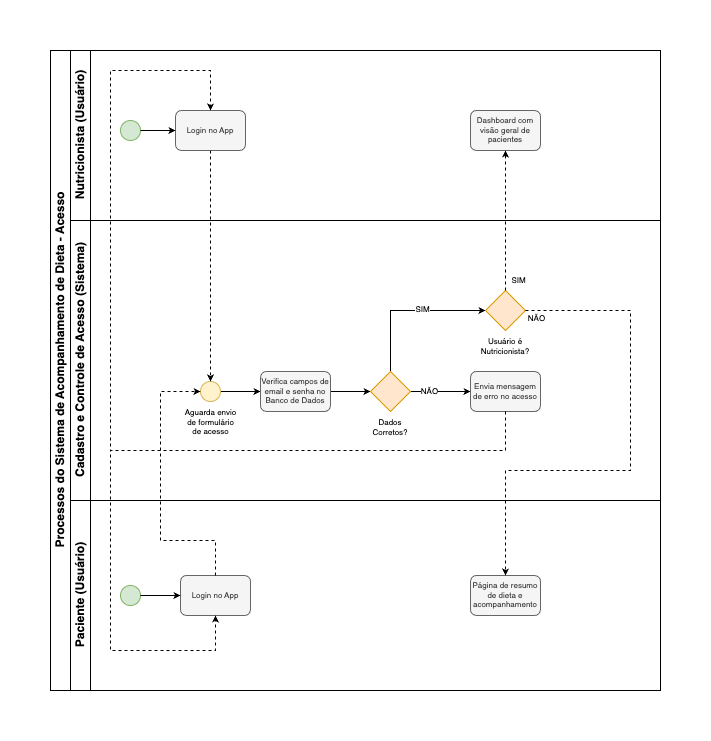 Processos do Sistema de Acompanhamento de Dieta - Acesso
Nutricionista (Usuário)
Login no App
Dashboard com
visão geral de
pacientes
Cadastro e Controle de Acesso (Sistema)
SIM
SIM
NÃO
Usuário é
Nutricionista?
Verifica campos de
email e senha no
Banco de Dados
NÃO
Envia mensagem
de erro no acesso
Aguarda envio
de formulário
de acesso
Dados
Corretos?
Paciente (Usuário)
Login no App
Página de resumo
de dieta e
acompanhamento